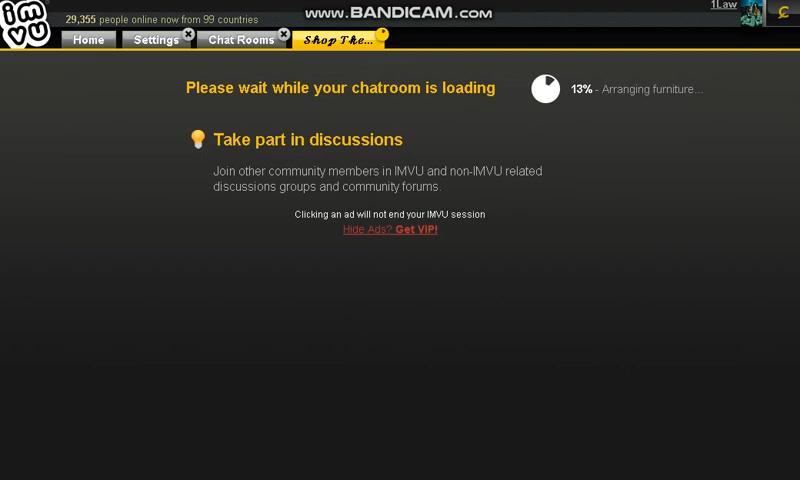 imvu
29,355 people online now from 99 countries
www.BANDICAM.com
1Law
Home
Settings
Chat Rooms
Shop The...
Please wait while your chatroom is loading
13% - Arranging furniture...
Take part in discussions
Join other community members in IMVU and non-IMVU related
discussions groups and community forums.
Clicking an ad will not end your IMVU session
Hide Ads? Get VIP!